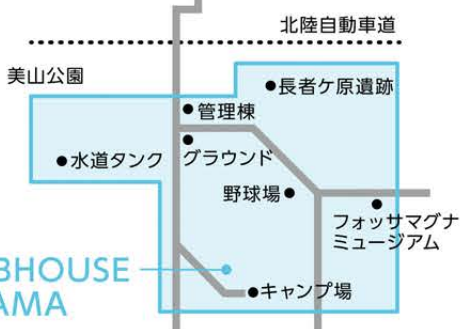 北陸自動車道
美山公園
長者ケ原遺跡
管理棟
水道タンク
グラウンド
野球場
フォッサマグナ
ミュージアム
BHOUSE
AMA
キャンプ場